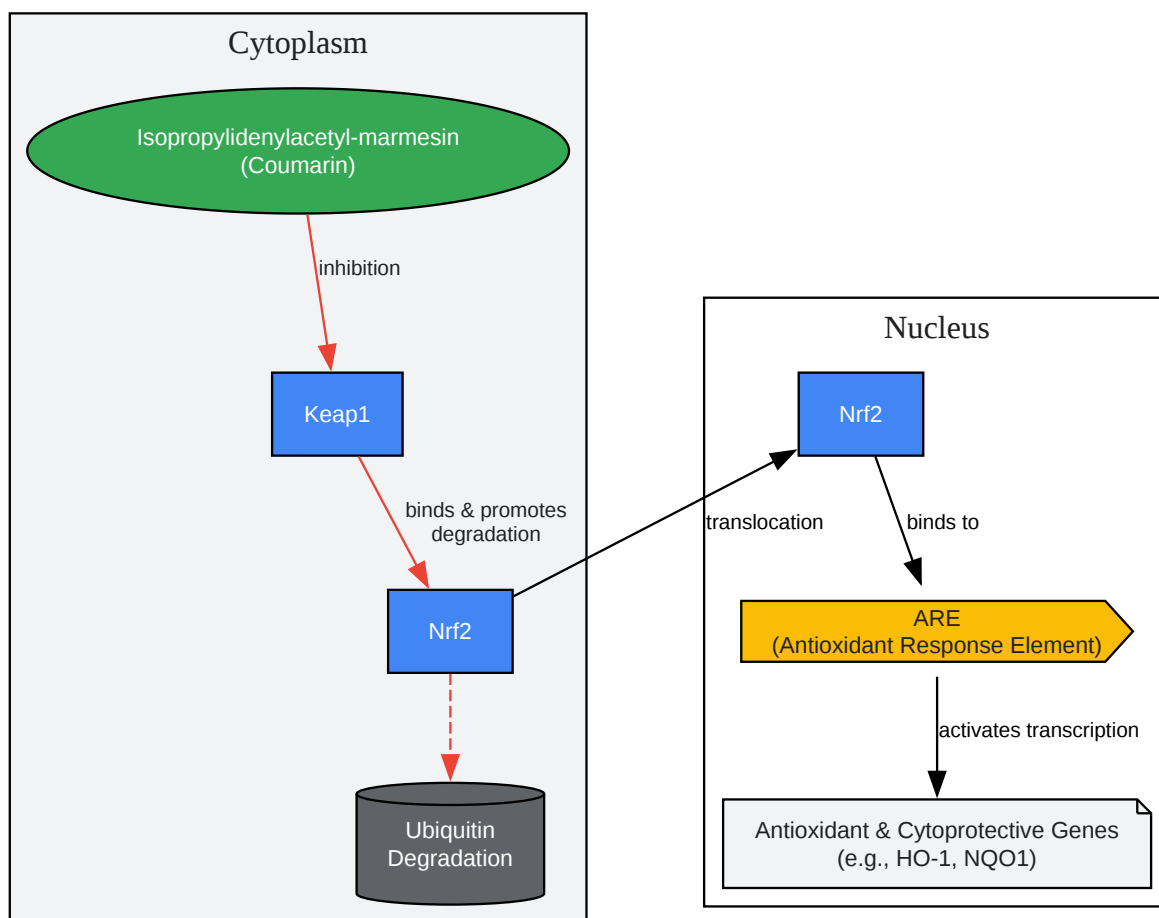 Cytoplasm
Isopropylidenylacetyl-marmesin
(Coumarin)
inhibition
Keap1
binds & promotes
degradation
Nrf2
Ubiquitin
Degradation
translocation
Nucleus
Nrf2
binds to
ARE
(Antioxidant Response Element)
activates transcription
Antioxidant & Cytoprotective Genes
(e.g., HO-1, NQO1)